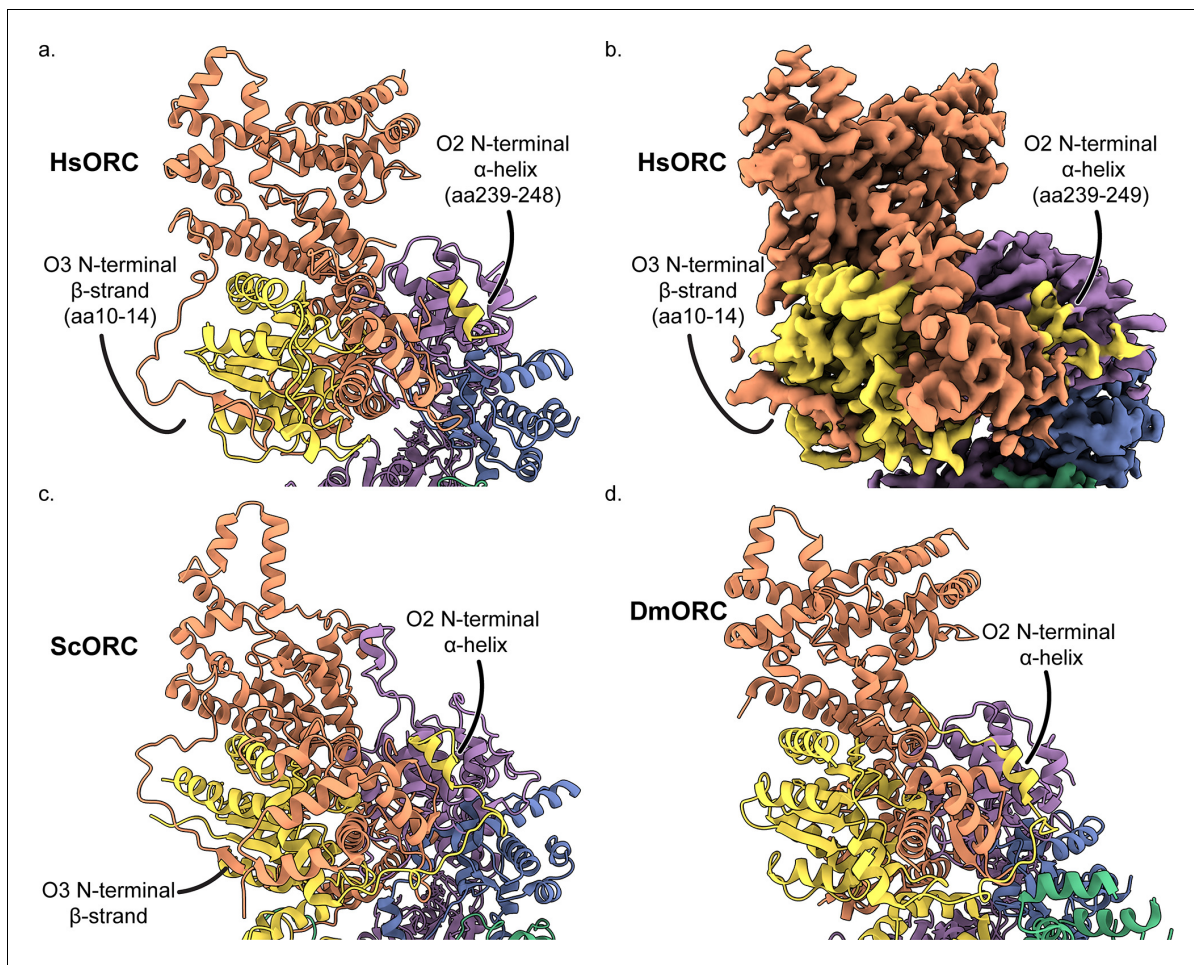 a.
HsORC
O2 N-terminal
α-helix
(aa239-248)
O3 N-terminal
β-strand
(aa10-14)
b.
HsORC
O2 N-terminal
α-helix
(aa239-249)
O3 N-terminal
β-strand
(aa10-14)
c.
ScORC
O2 N-terminal
α-helix
O3 N-terminal
β-strand
d.
DmORC
O2 N-terminal
α-helix